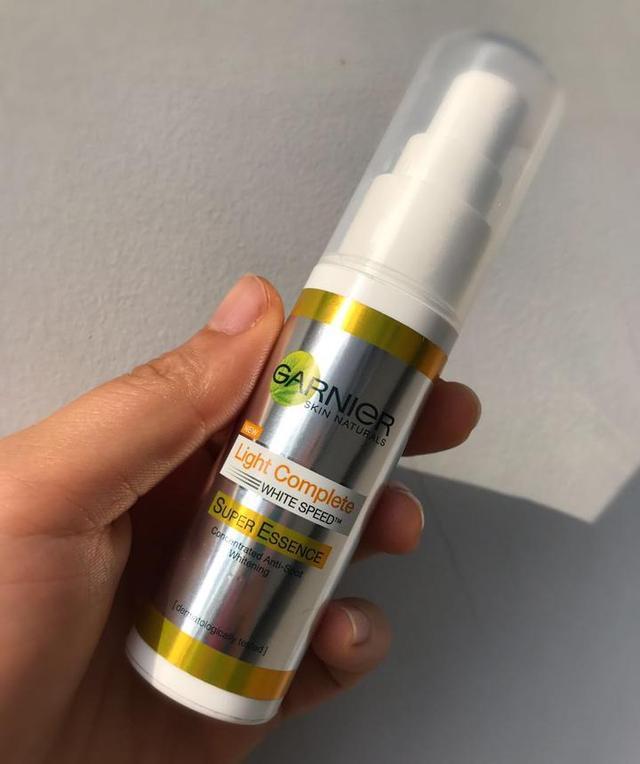 GARNIER
SKIN NATURALS
NEW
Light Complete
WHITE SPEED™
SUPER ESSENCE
Concentrated Anti-Spot
Whitening
[dermatologically tested]